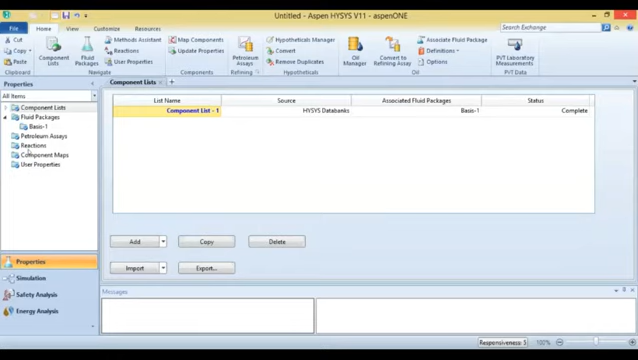 Untitled - Aspen HYSYS V11 - aspenONE
File Home View Customize Resources Search Exchange
Cut
Copy
Paste
Clipboard
Component Lists
Fluid Packages
Methods Assistant
Reactions
User Properties
Navigate
Map Components
Update Properties
Components
Petroleum Assays
Refining
Hypotheticals Manager
Convert
Remove Duplicates
Hypotheticals
Oil Manager
Convert to Refining Assay
Associate Fluid Package
Definitions
Options
Oil
PVT Laboratory Measurements
PVT Data
Properties
All Items
Component Lists
Fluid Packages
Basis-1
Petroleum Assays
Reactions
Component Maps
User Properties
Properties
Simulation
Safety Analysis
Energy Analysis
Component Lists
List Name Source Associated Fluid Packages Status
Component List - 1 HYSYS Databanks Basis-1 Complete
Add Copy Delete
Import Export...
Messages
Responsiveness: 5 100%